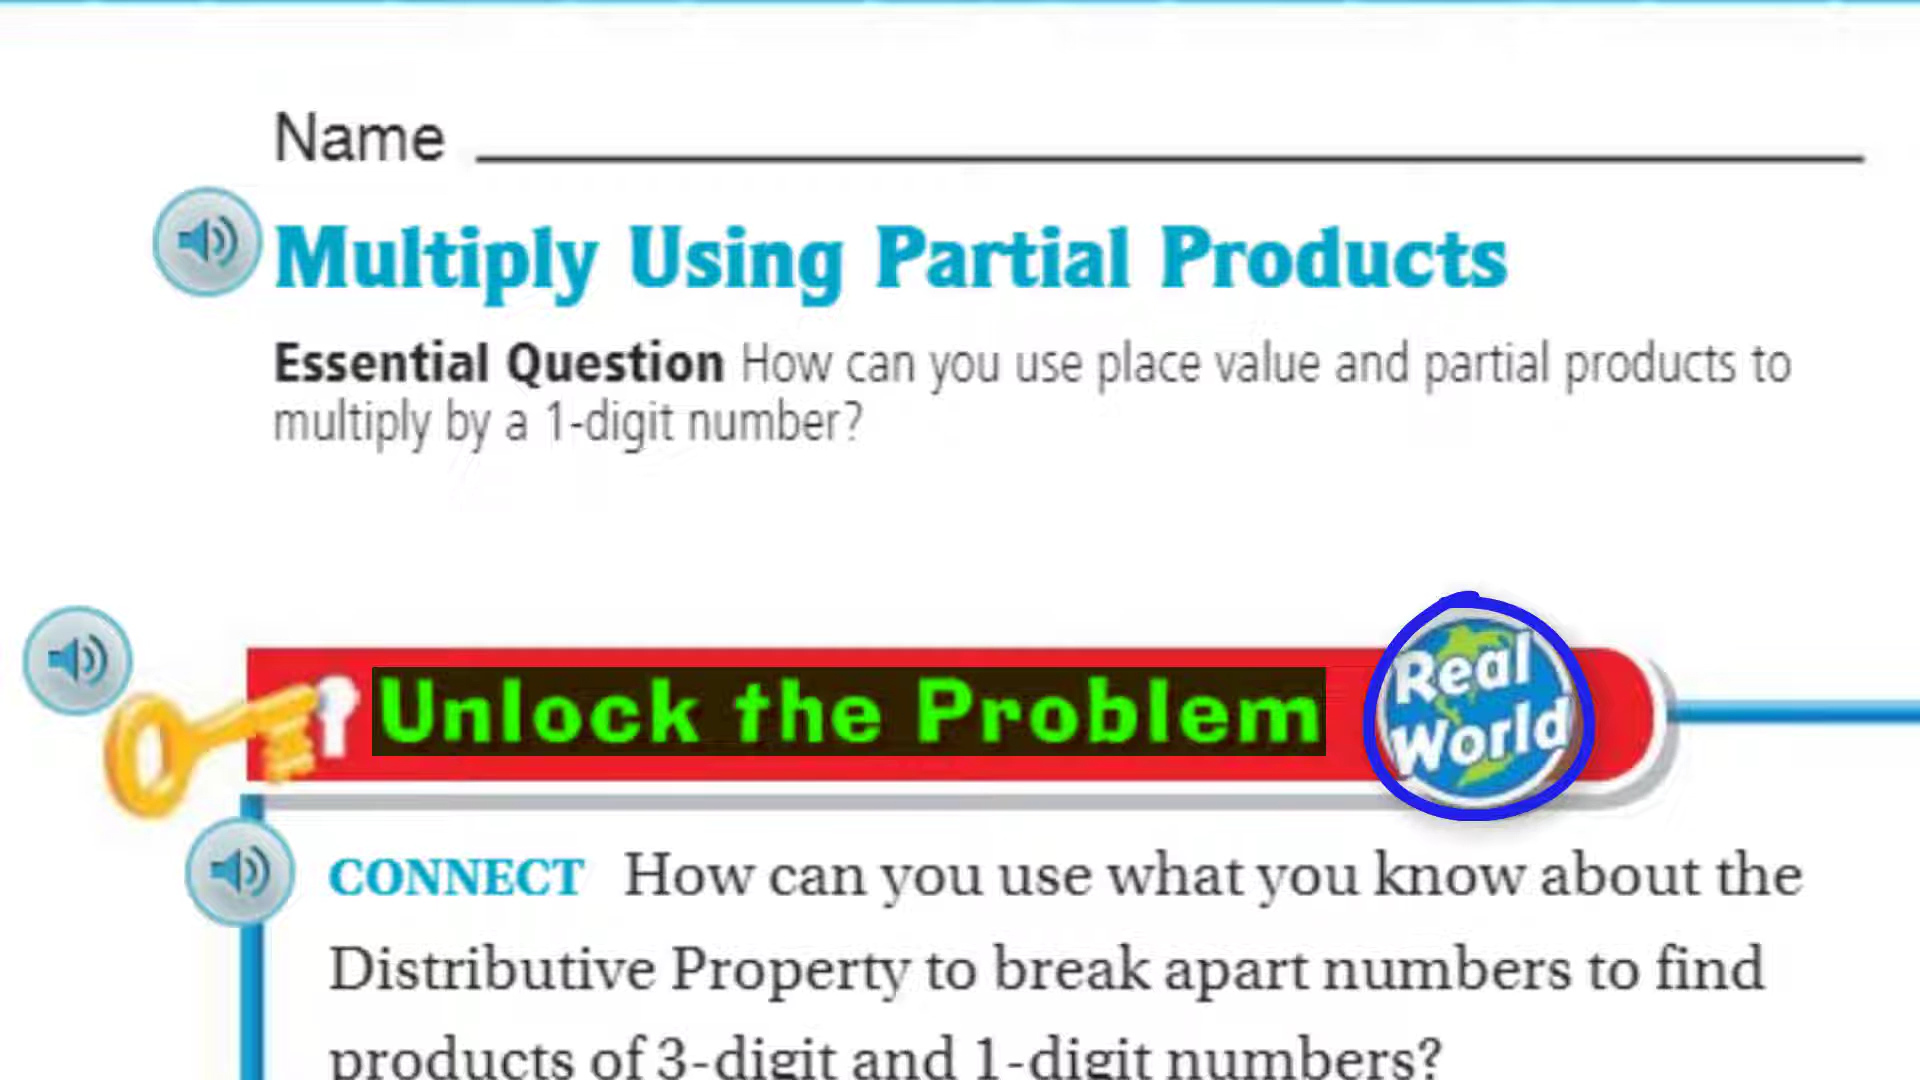 Name
Multiply Using Partial Products
Essential Question How can you use place value and partial products to
multiply by a 1-digit number?
Unlock the Problem
Real
World
CONNECT How can you use what you know about the
Distributive Property to break apart numbers to find
products of 3-digit and 1-digit numbers?